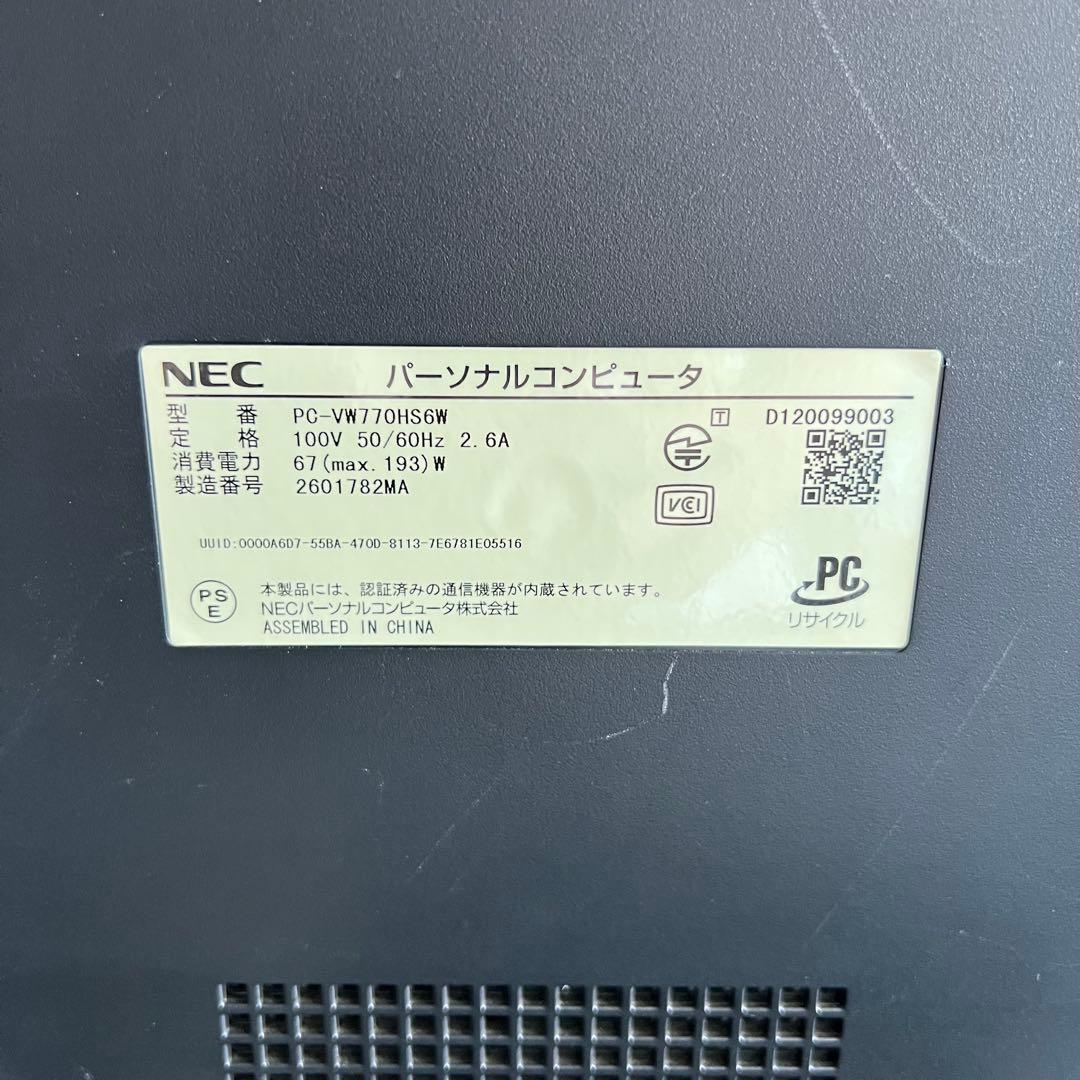 NEC パーソナルコンピュータ
型 番 PC-VW770HS6W
定 格 100V 50/60Hz 2.6A
消費電力 67(max.193)W
製造番号 2601782MA
T D120099003
VCI
UUID:0000A6D7-55BA-470D-8113-7E6781E05516
PS
E
本製品には、認証済みの通信機器が内蔵されています。
NECパーソナルコンピュータ株式会社
ASSEMBLED IN CHINA
PC
リサイクル